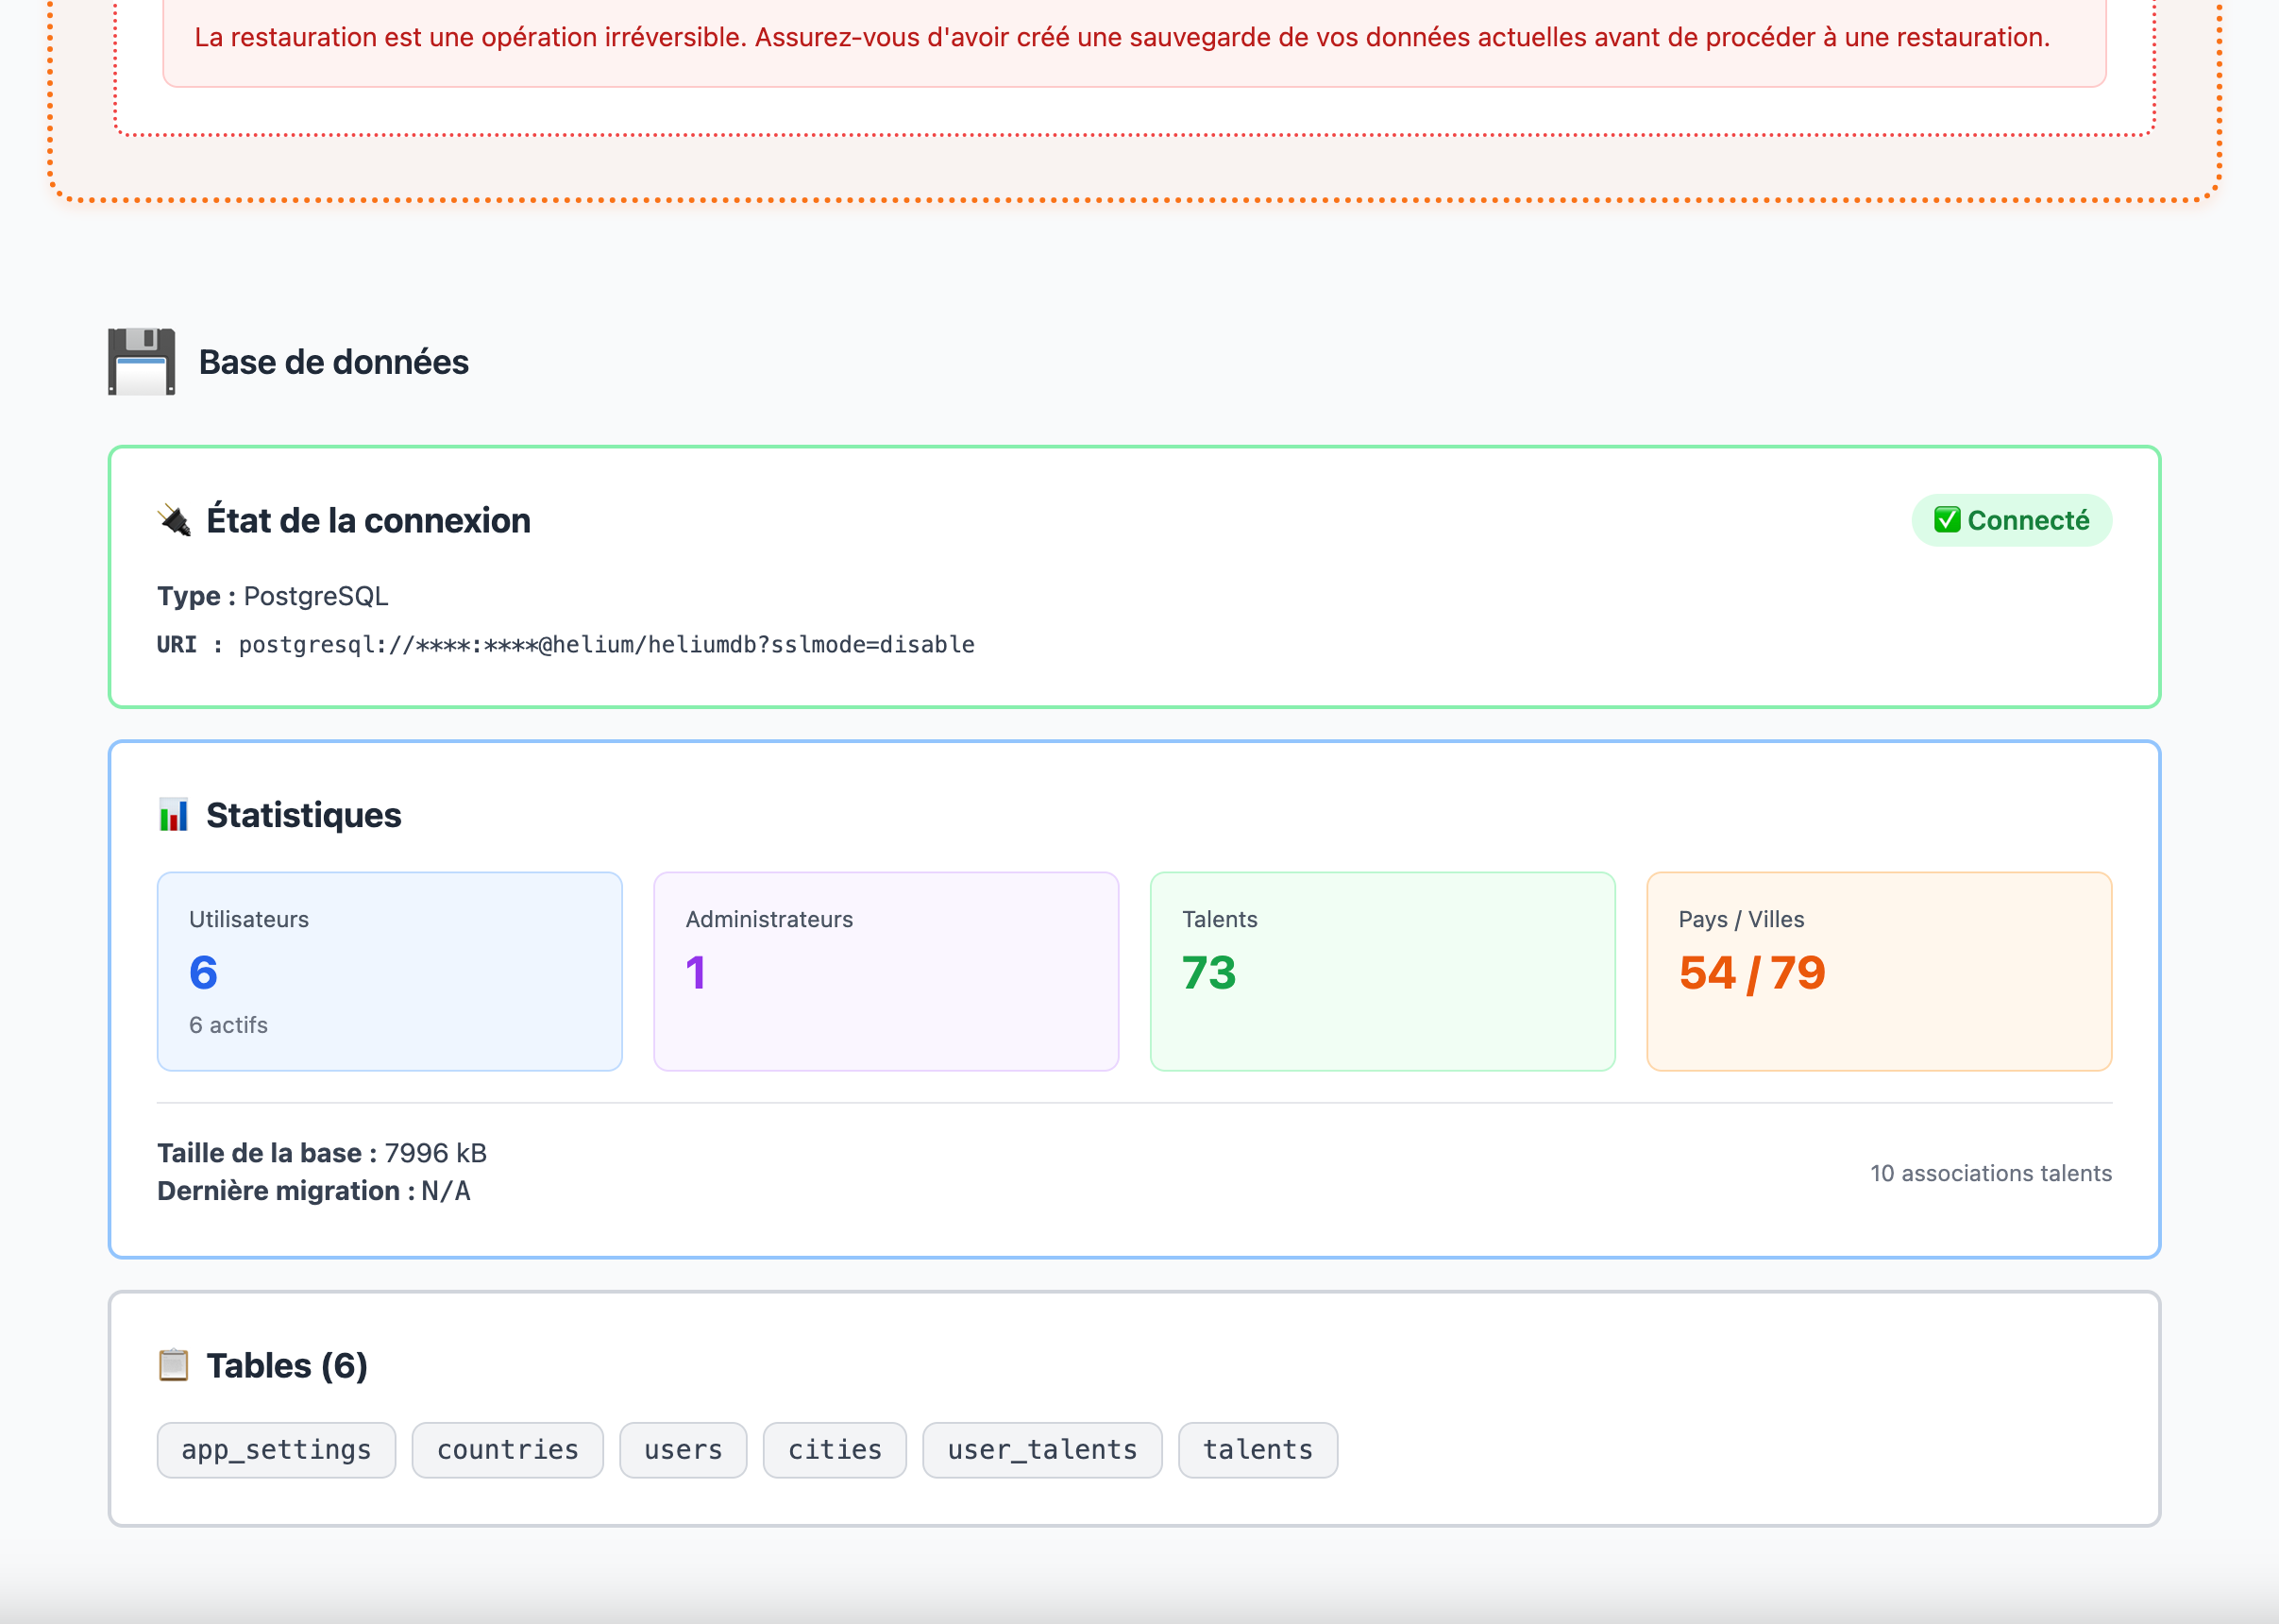 La restauration est une opération irréversible. Assurez-vous d'avoir créé une sauvegarde de vos données actuelles avant de procéder à une restauration.
Base de données
État de la connexion
Connecté
Type : PostgreSQL
URI : postgresql://****:****@helium/heliumdb?sslmode=disable
Statistiques
Utilisateurs
6
6 actifs
Administrateurs
1
Talents
73
Pays / Villes
54 / 79
Taille de la base : 7996 kB
Dernière migration : N/A
10 associations talents
Tables (6)
app_settings countries users cities user_talents talents